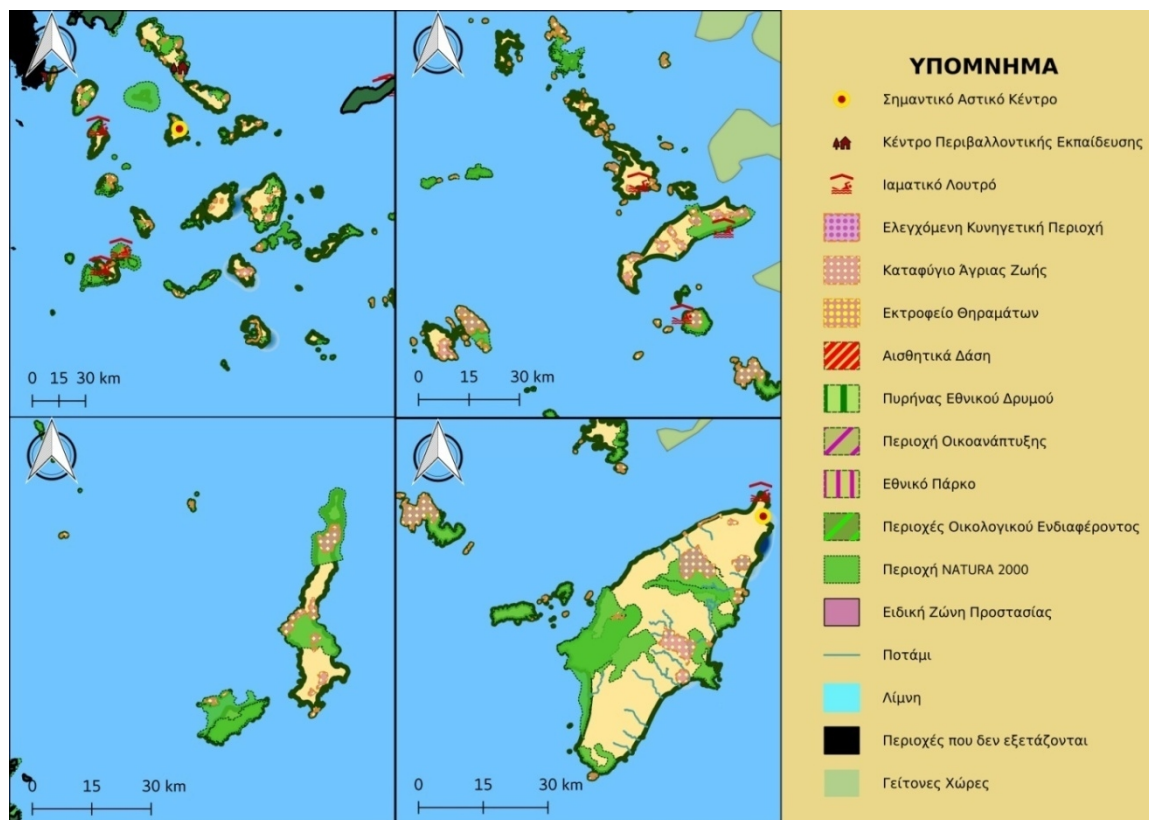 0 15 30 km
0 15 30 km
0 15 30 km
0 15 30 km
ΥΠΟΜΝΗΜΑ
Σημαντικό Αστικό Κέντρο
Κέντρο Περιβαλλοντικής Εκπαίδευσης
Ιαματικό Λουτρό
Ελεγχόμενη Κυνηγετική Περιοχή
Καταφύγιο Άγριας Ζωής
Εκτροφείο Θηραμάτων
Αισθητικά Δάση
Πυρήνας Εθνικού Δρυμού
Περιοχή Οικοανάπτυξης
Εθνικό Πάρκο
Περιοχές Οικολογικού Ενδιαφέροντος
Περιοχή NATURA 2000
Ειδική Ζώνη Προστασίας
Ποτάμι
Λίμνη
Περιοχές που δεν εξετάζονται
Γείτονες Χώρες